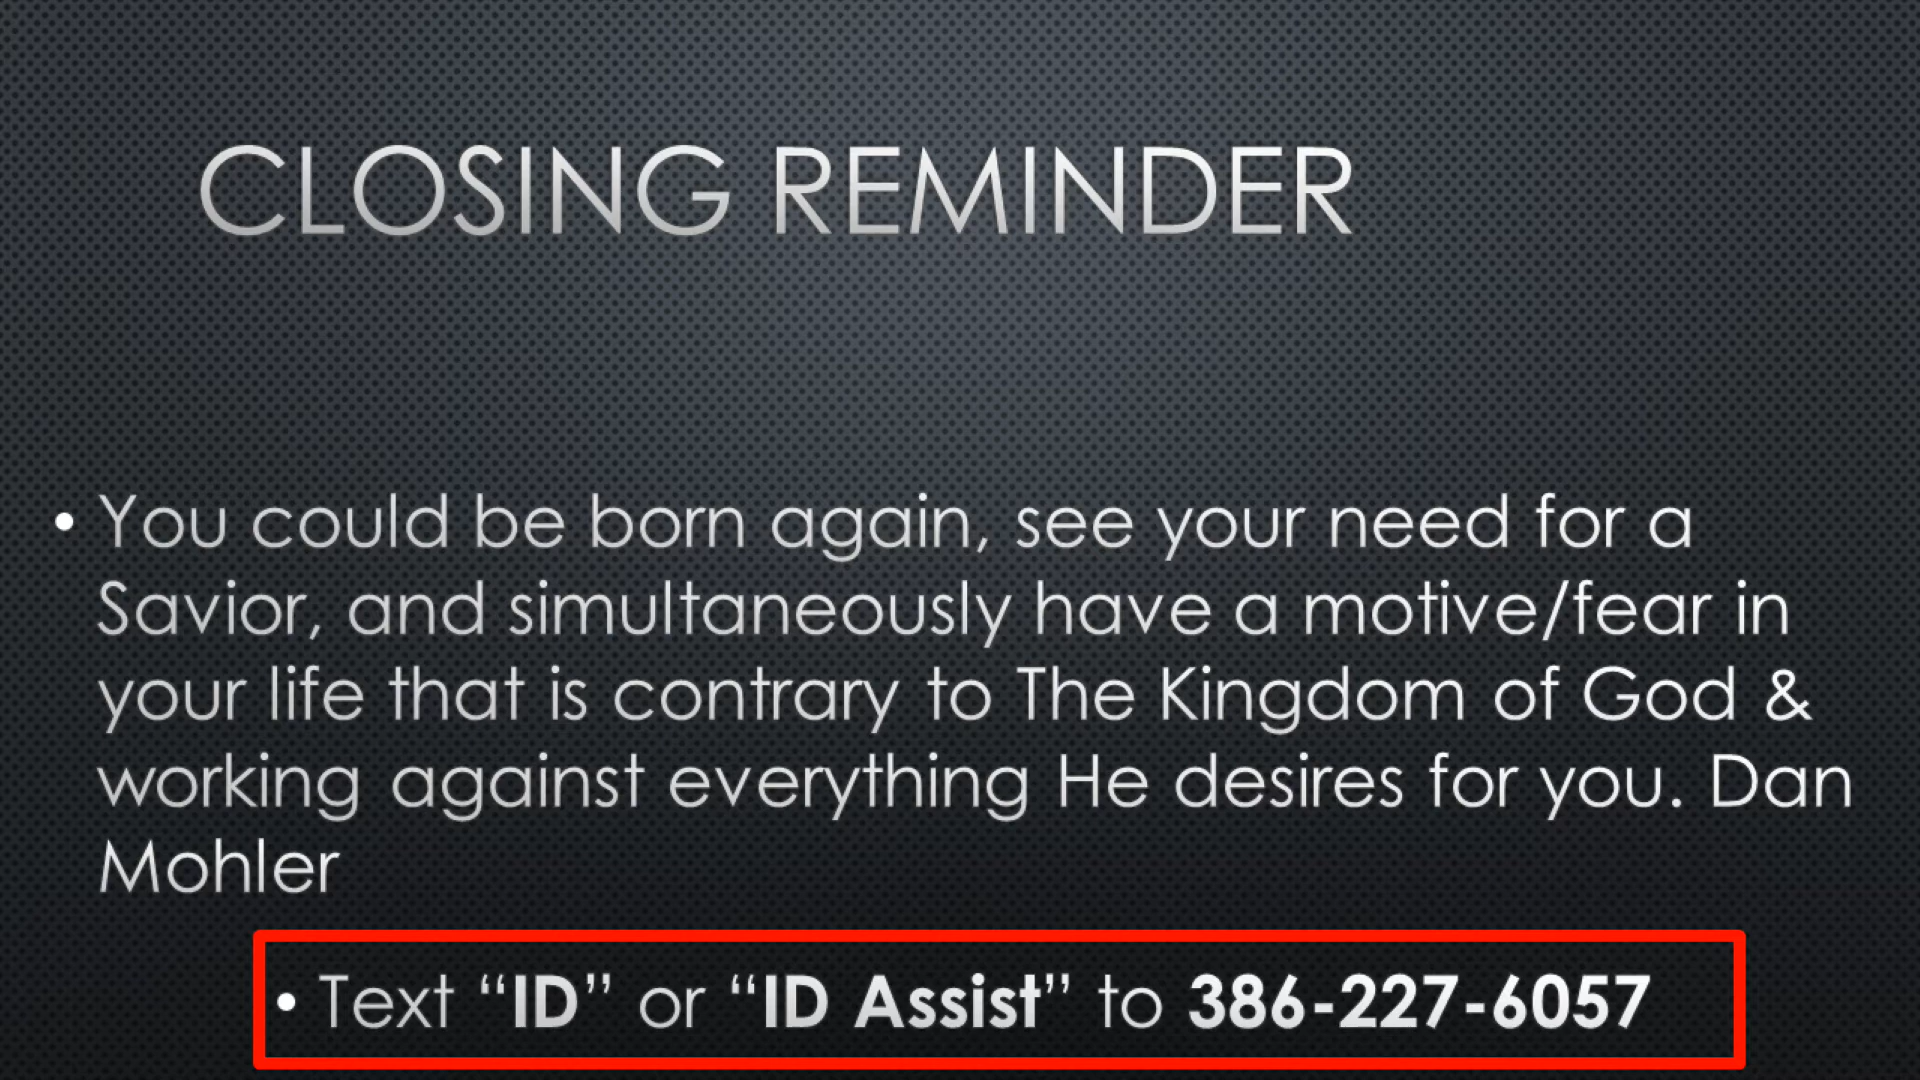 CLOSING REMINDER
• You could be born again, see your need for a
Savior, and simultaneously have a motive/fear in
your life that is contrary to The Kingdom of God &
working against everything He desires for you. Dan
Mohler
• Text “ID” or “ID Assist” to 386-227-6057